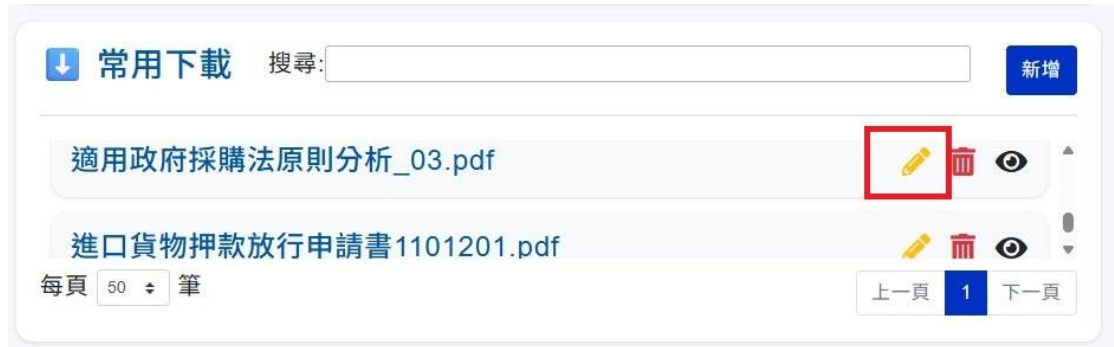 常用下載 搜尋: 新增
適用政府採購法原則分析_03.pdf
進口貨物押款放行申請書1101201.pdf
每頁 50 筆 上一頁 1 下一頁